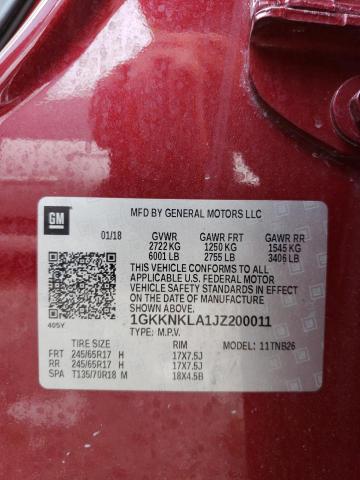 GM
MFD BY GENERAL MOTORS LLC
01/18 GVWR GAWR FRT GAWR RR
2722 KG 1250 KG 1545 KG
6001 LB 2755 LB 3406 LB
THIS VEHICLE CONFORMS TO ALL
APPLICABLE U.S. FEDERAL MOTOR
VEHICLE SAFETY AND THEFT
PREVENTION STANDARDS IN EFFECT
ON THE DATE OF MANUFACTURE
SHOWN ABOVE.
405Y
1GKKNKLA1JZ200011
TYPE: M.P.V. MODEL: 11TNB26
TIRE SIZE RIM
FRT 245/65R17 H 17X7.5J
RR 245/65R17 H 17X7.5J
SPA T135/70R18 M 18X4.5B